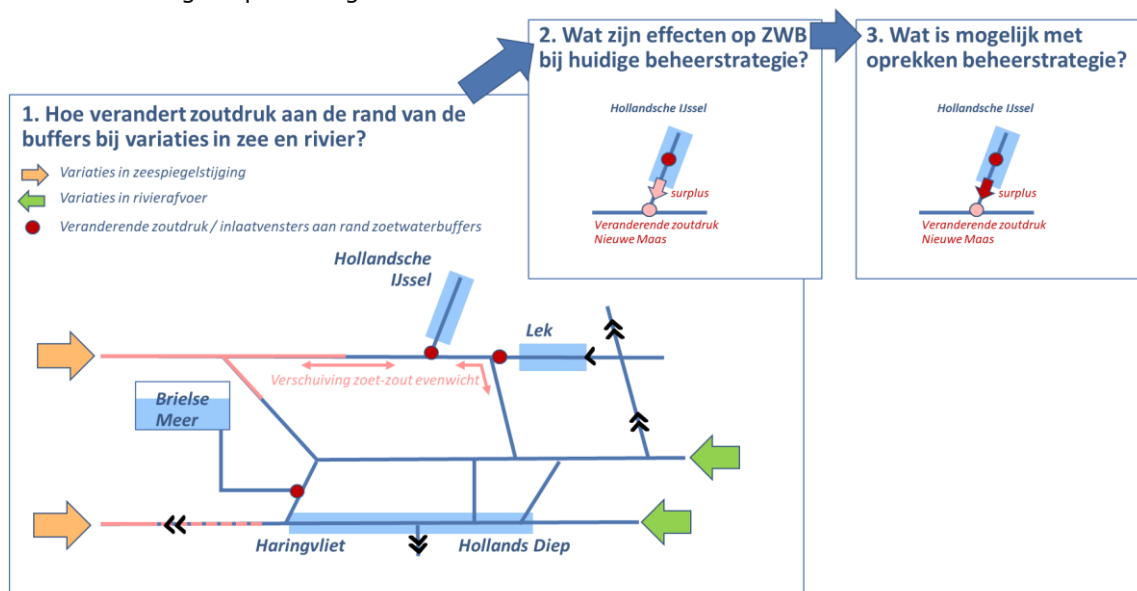 1. Hoe verandert zoutdruk aan de rand van de
buffers bij variaties in zee en rivier?
Variaties in zeespiegelstijging
Variaties in rivierafvoer
Veranderende zoutdruk / inlaatvensters aan rand zoetwaterbuffers
Hollandsche
IJssel
Lek
Verschuiving zoet-zout evenwicht
Brielse
Meer
Haringvliet
Hollands Diep
2. Wat zijn effecten op ZWB
bij huidige beheerstrategie?
Hollandsche IJssel
surplus
Veranderende zoutdruk
Nieuwe Maas
3. Wat is mogelijk met
oprekken beheerstrategie?
Hollandsche IJssel
surplus
Veranderende zoutdruk
Nieuwe Maas